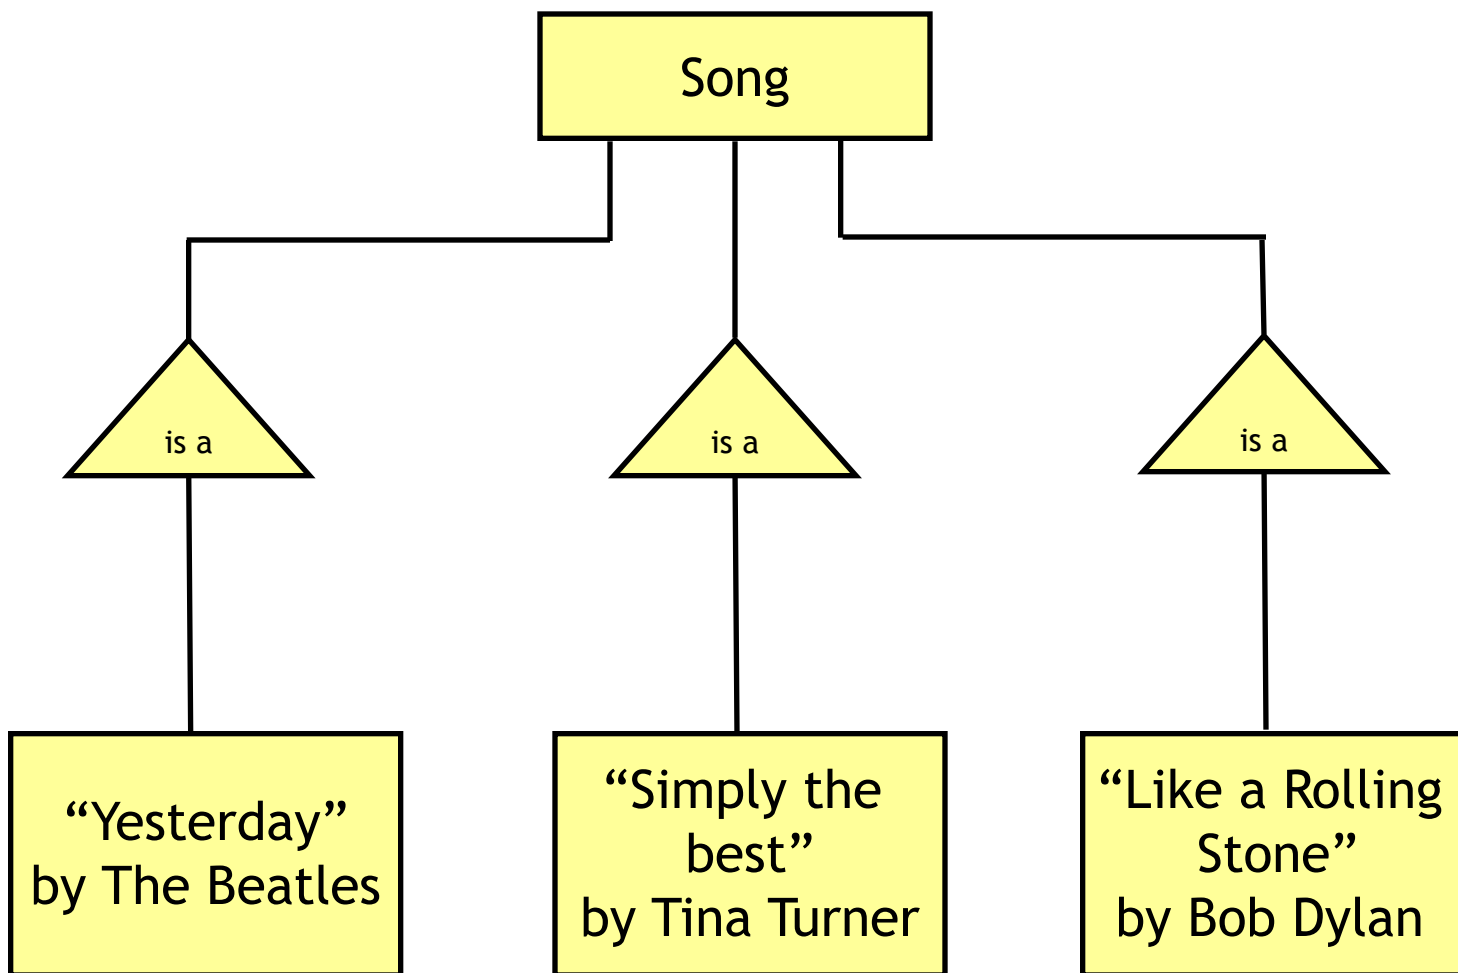 Song
is a
is a
is a
“Yesterday”
by The Beatles
“Simply the
best”
by Tina Turner
“Like a Rolling
Stone”
by Bob Dylan